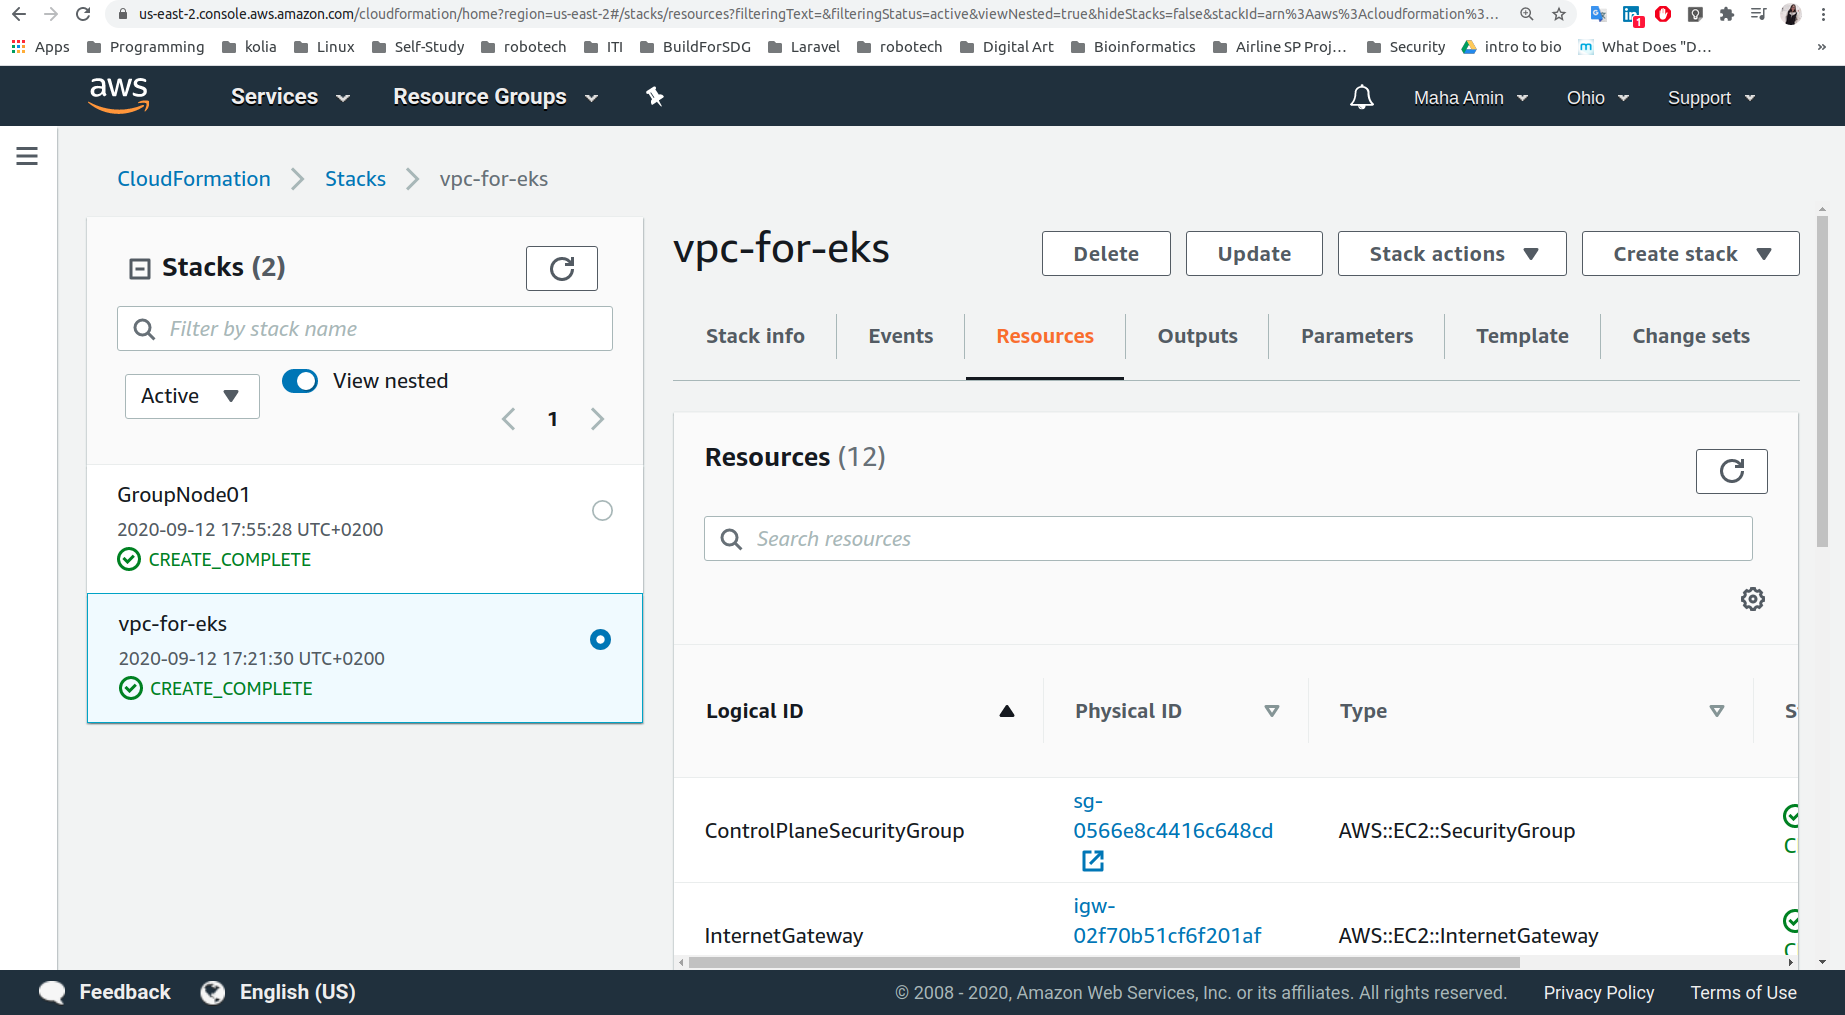 us-east-2.console.aws.amazon.com/cloudformation/home?region=us-east-2#/stacks/resources?filteringText=&filteringStatus=active&viewNested=true&hideStacks=false&stackId=arn%3Aaws%3Acloudformation%3...
1
Apps Programming kolia Linux Self-Study robotech ITI BuildForSDG Laravel robotech Digital Art Bioinformatics Airline SP Proj... Security intro to bio What Does "D... »
aws Services Resource Groups Maha Amin Ohio Support
CloudFormation Stacks vpc-for-eks
Stacks (2)
Filter by stack name
Active View nested
1
GroupNode01
2020-09-12 17:55:28 UTC+0200
CREATE_COMPLETE
vpc-for-eks
2020-09-12 17:21:30 UTC+0200
CREATE_COMPLETE
vpc-for-eks Delete Update Stack actions Create stack
Stack info Events Resources Outputs Parameters Template Change sets
Resources (12)
Search resources
Logical ID Physical ID Type S
ControlPlaneSecurityGroup sg-0566e8c4416c648cd AWS::EC2::SecurityGroup C
InternetGateway igw-02f70b51cf6f201af AWS::EC2::InternetGateway C
Feedback English (US) © 2008 - 2020, Amazon Web Services, Inc. or its affiliates. All rights reserved. Privacy Policy Terms of Use